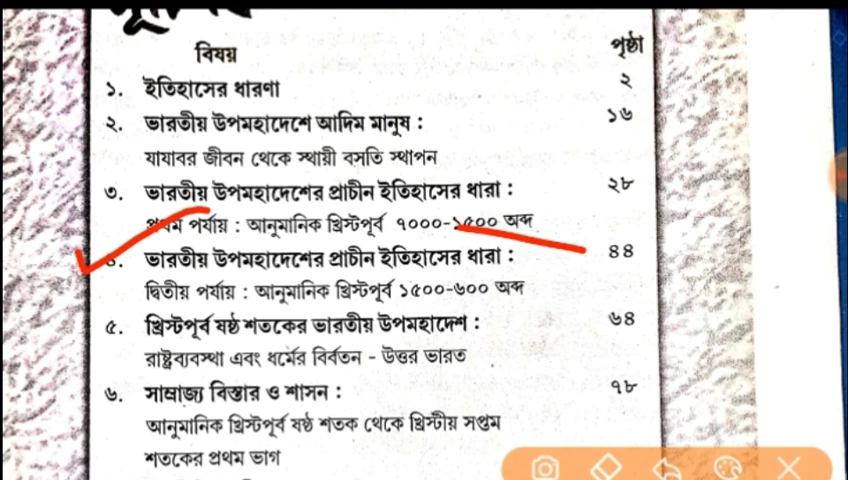 বিষয় পৃষ্ঠা
১. ইতিহাসের ধারণা ২
২. ভারতীয় উপমহাদেশে আদিম মানুষ : ১৬
যাযাবর জীবন থেকে স্থায়ী বসতি স্থাপন
৩. ভারতীয় উপমহাদেশের প্রাচীন ইতিহাসের ধারা : ২৮
প্রথম পর্যায় : আনুমানিক খ্রিস্টপূর্ব ৭০০০-১৫০০ অব্দ
ভারতীয় উপমহাদেশের প্রাচীন ইতিহাসের ধারা : ৪৪
দ্বিতীয় পর্যায় : আনুমানিক খ্রিস্টপূর্ব ১৫০০-৬০০ অব্দ
৫. খ্রিস্টপূর্ব ষষ্ঠ শতকের ভারতীয় উপমহাদেশ : ৬৪
রাষ্ট্রব্যবস্থা এবং ধর্মের বিবর্তন - উত্তর ভারত
৬. সাম্রাজ্য বিস্তার ও শাসন : ৭৮
আনুমানিক খ্রিস্টপূর্ব ষষ্ঠ শতক থেকে খ্রিস্টীয় সপ্তম
শতকের প্রথম ভাগ